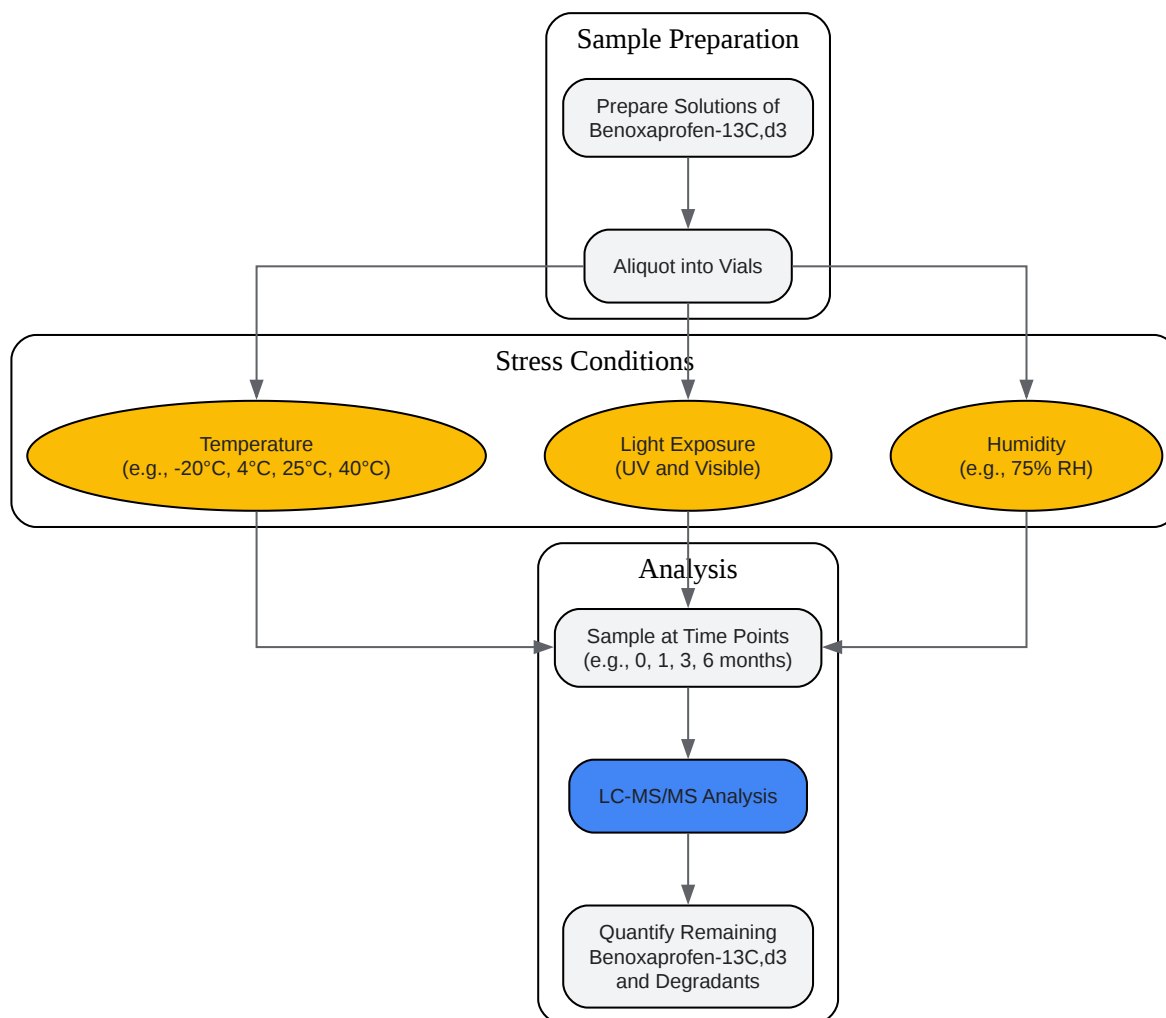 Sample Preparation
Prepare Solutions of
Benoxaprofen-13C,d3
Aliquot into Vials
Stress Conditions
Temperature
(e.g., -20°C, 4°C, 25°C, 40°C)
Light Exposure
(UV and Visible)
Humidity
(e.g., 75% RH)
Analysis
Sample at Time Points
(e.g., 0, 1, 3, 6 months)
LC-MS/MS Analysis
Quantify Remaining
Benoxaprofen-13C,d3
and Degradants